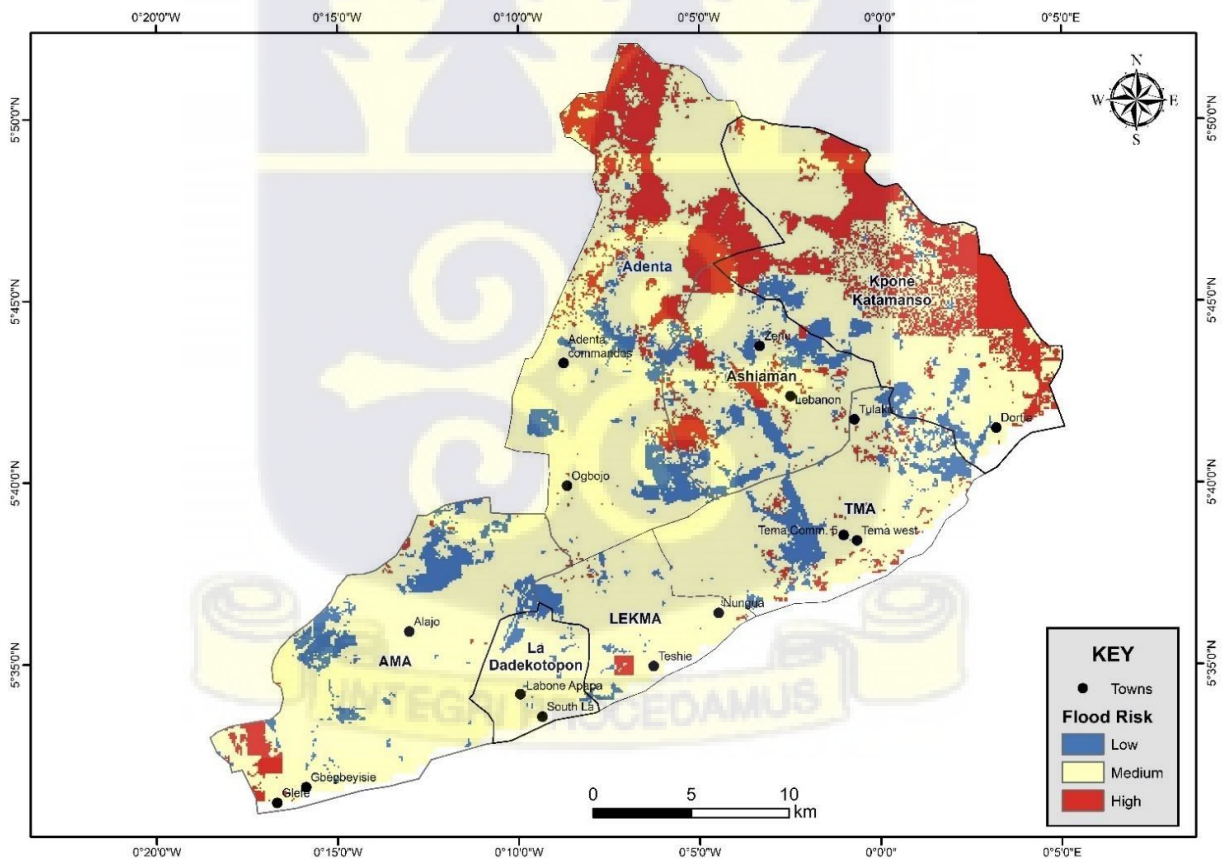 0°20'0"W 0°15'0"W 0°10'0"W 0°5'0"W 0°0'0" 0°5'0"E
N
W E
S
5°50'0"N 5°50'0"N
Adenta
Kpone
Katamanso
5°45'0"N 5°45'0"N
Adenta
commandos
Zenu
Ashiaman
Lebanon
Tulaku
Dortie
5°40'0"N 5°40'0"N
Ogbojo
TMA
Tema Comm. 5 Tema west
Nungua
LEKMA
Alajo
AMA
La
Dadekotopon
Teshie
5°35'0"N 5°35'0"N
Labone Apapa
South La
INTEGRI PROCEDAMUS
Gbegbeyisie
Glefe
0 5 10
km
KEY
Towns
Flood Risk
Low
Medium
High
0°20'0"W 0°15'0"W 0°10'0"W 0°5'0"W 0°0'0" 0°5'0"E